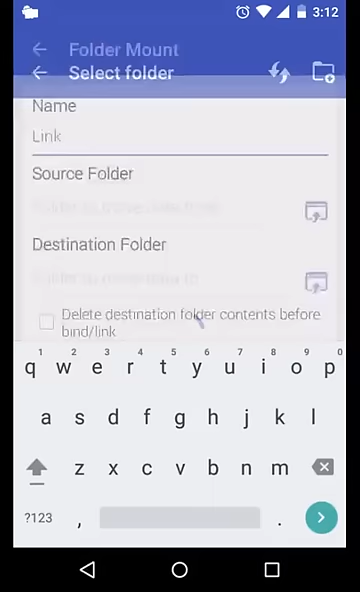 3:12
Folder Mount
Select folder
Name
Link
Source Folder
Destination Folder
Delete destination folder contents before
bind/link
1 2 3 4 5 6 7 8 9 0
q w e r t y u i o p
a s d f g h j k l
z x c v b n m
?123 , .